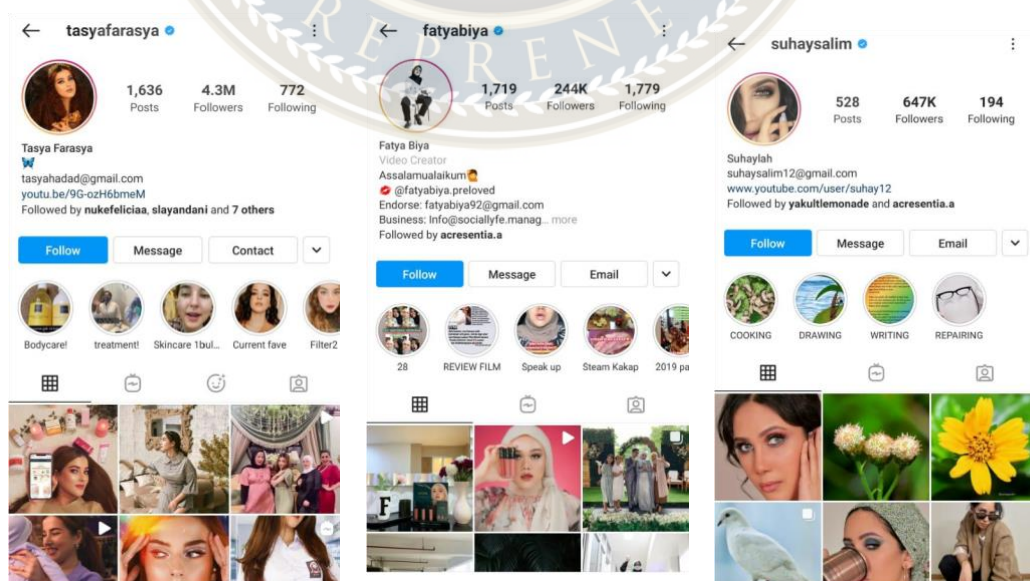 REPRENE
tasyafarasya
1,636 4.3M 772
Posts Followers Following
Tasya Farasya
tasyahadad@gmail.com
youtu.be/9G-ozH6bmeM
Followed by nukefeliciaa, slayandani and 7 others
Follow Message Contact
Bodycare! treatment! Skincare 1bul... Current fave Filter2
fatyabiya
1,719 244K 1,779
Posts Followers Following
Fatya Biya
Video Creator
Assalamualaikum
@fatyabiya.preloved
Endorse: fatyabiya92@gmail.com
Business: Info@sociallyfe.manag... more
Followed by acresentia.a
Follow Message Email
28 REVIEW FILM Speak up Steam Kakap 2019 pa
F
suhaysalim
528 647K 194
Posts Followers Following
Suhaylah
suhaysalim12@gmail.com
www.youtube.com/user/suhay12
Followed by yakultlemonade and acresentia.a
Follow Message Email
COOKING DRAWING WRITING REPAIRING